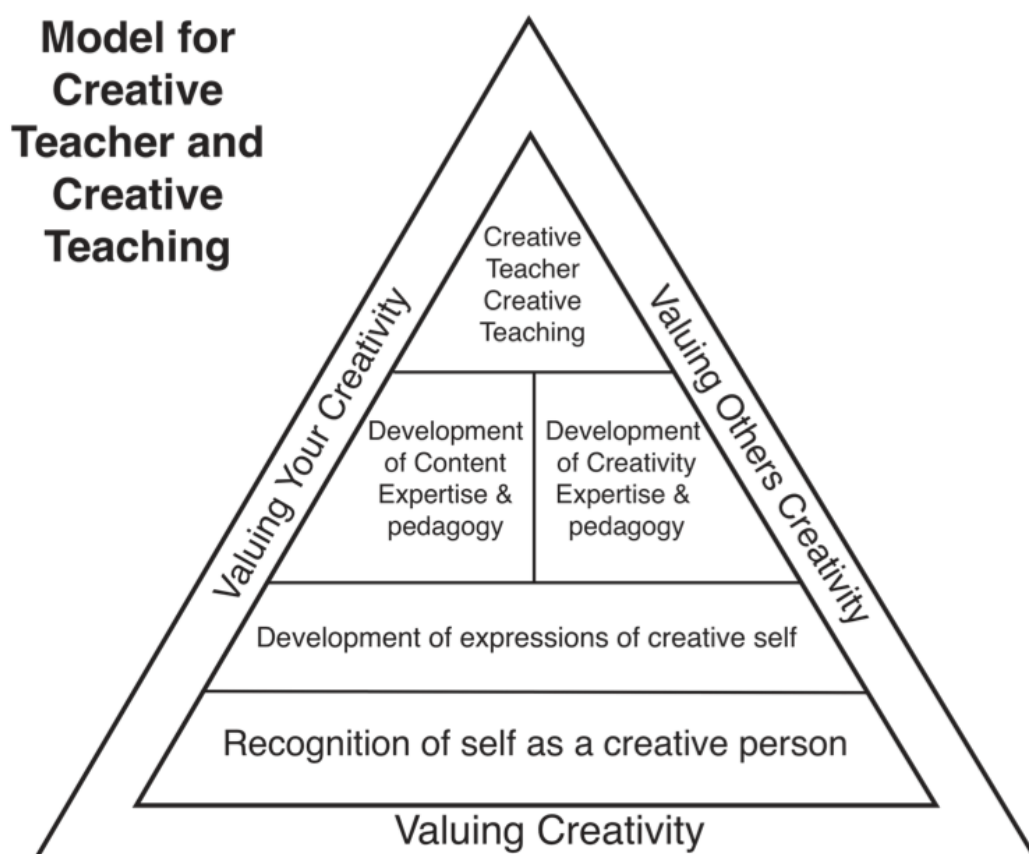 Model for
Creative
Teacher and
Creative
Teaching
Creative
Teacher
Creative
Teaching
Valuing Your Creativity
Valuing Others Creativity
Development
of Content
Expertise &
pedagogy
Development
of Creativity
Expertise &
pedagogy
Development of expressions of creative self
Recognition of self as a creative person
Valuing Creativity